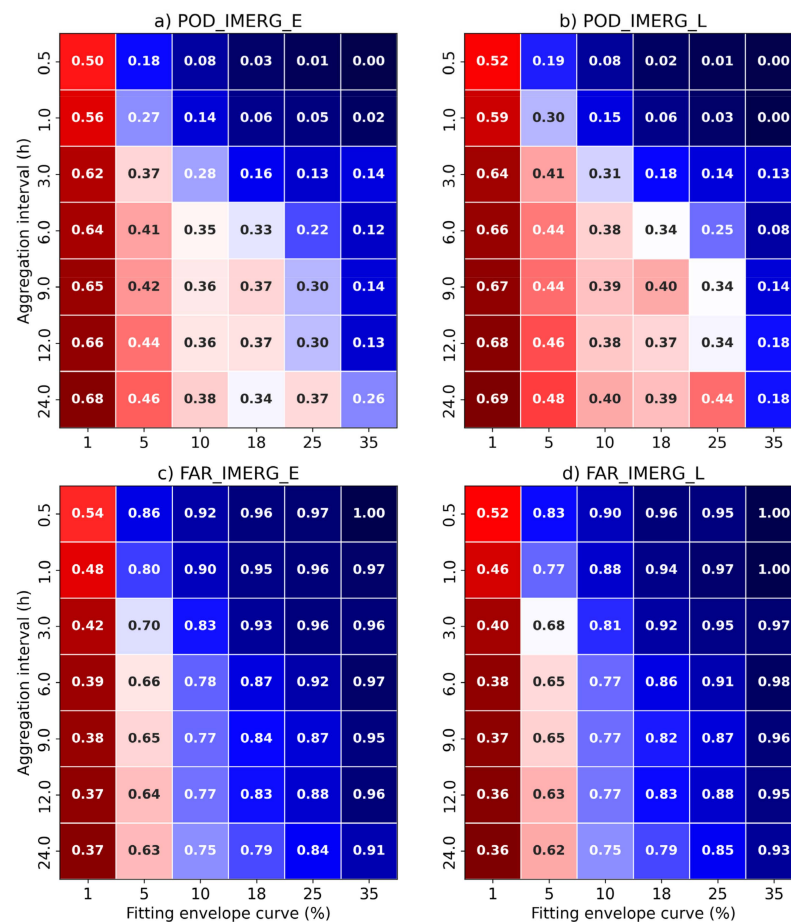 a) POD_IMERG_E
b) POD_IMERG_L
Aggregation interval (h)
0.5 0.50 0.18 0.08 0.03 0.01 0.00
1.0 0.56 0.27 0.14 0.06 0.05 0.02
3.0 0.62 0.37 0.28 0.16 0.13 0.14
6.0 0.64 0.41 0.35 0.33 0.22 0.12
9.0 0.65 0.42 0.36 0.37 0.30 0.14
12.0 0.66 0.44 0.36 0.37 0.30 0.13
24.0 0.68 0.46 0.38 0.34 0.37 0.26
1 5 10 18 25 35
0.5 0.52 0.19 0.08 0.02 0.01 0.00
1.0 0.59 0.30 0.15 0.06 0.03 0.00
3.0 0.64 0.41 0.31 0.18 0.14 0.13
6.0 0.66 0.44 0.38 0.34 0.25 0.08
9.0 0.67 0.44 0.39 0.40 0.34 0.14
12.0 0.68 0.46 0.38 0.37 0.34 0.18
24.0 0.69 0.48 0.40 0.39 0.44 0.18
1 5 10 18 25 35
c) FAR_IMERG_E
d) FAR_IMERG_L
Aggregation interval (h)
0.5 0.54 0.86 0.92 0.96 0.97 1.00
1.0 0.48 0.80 0.90 0.95 0.96 0.97
3.0 0.42 0.70 0.83 0.93 0.96 0.96
6.0 0.39 0.66 0.78 0.87 0.92 0.97
9.0 0.38 0.65 0.77 0.84 0.87 0.95
12.0 0.37 0.64 0.77 0.83 0.88 0.96
24.0 0.37 0.63 0.75 0.79 0.84 0.91
1 5 10 18 25 35
Fitting envelope curve (%)
0.5 0.52 0.83 0.90 0.96 0.95 1.00
1.0 0.46 0.77 0.88 0.94 0.97 1.00
3.0 0.40 0.68 0.81 0.92 0.95 0.97
6.0 0.38 0.65 0.77 0.86 0.91 0.98
9.0 0.37 0.65 0.77 0.82 0.87 0.96
12.0 0.36 0.63 0.77 0.83 0.88 0.95
24.0 0.36 0.62 0.75 0.79 0.85 0.93
1 5 10 18 25 35
Fitting envelope curve (%)